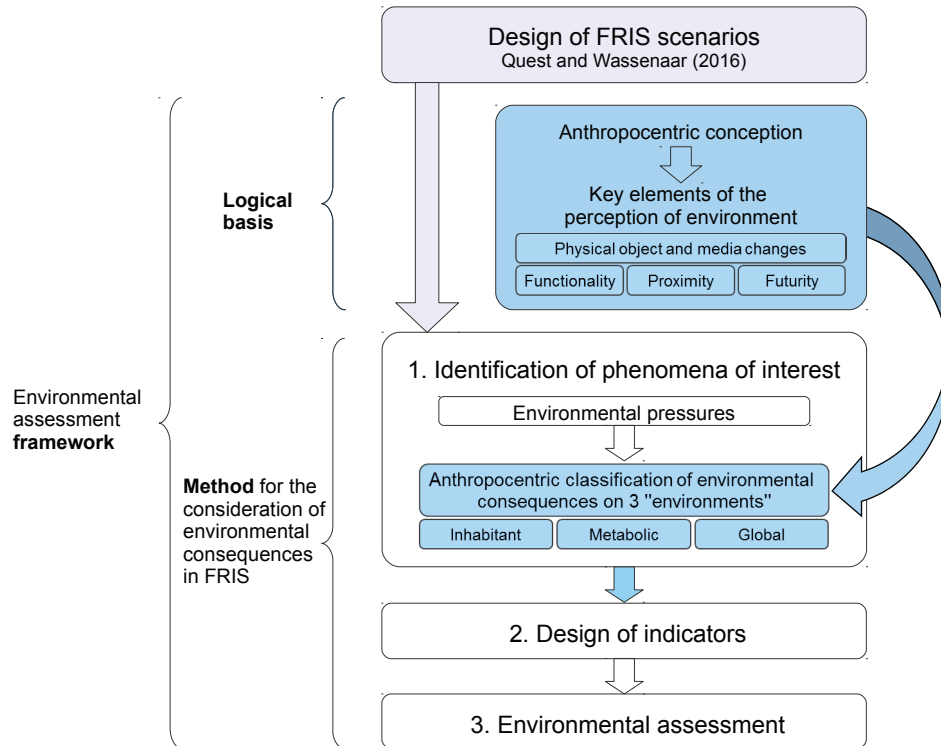 Design of FRIS scenarios
Quest and Wassenaar (2016)
Anthropocentric conception
Key elements of the
perception of environment
Physical object and media changes
Functionality
Proximity
Futurity
Logical
basis
1. Identification of phenomena of interest
Environmental pressures
Anthropocentric classification of environmental
consequences on 3 "environments"
Inhabitant
Metabolic
Global
Environmental
assessment
framework
Method for the
consideration of
environmental
consequences
in FRIS
2. Design of indicators
3. Environmental assessment